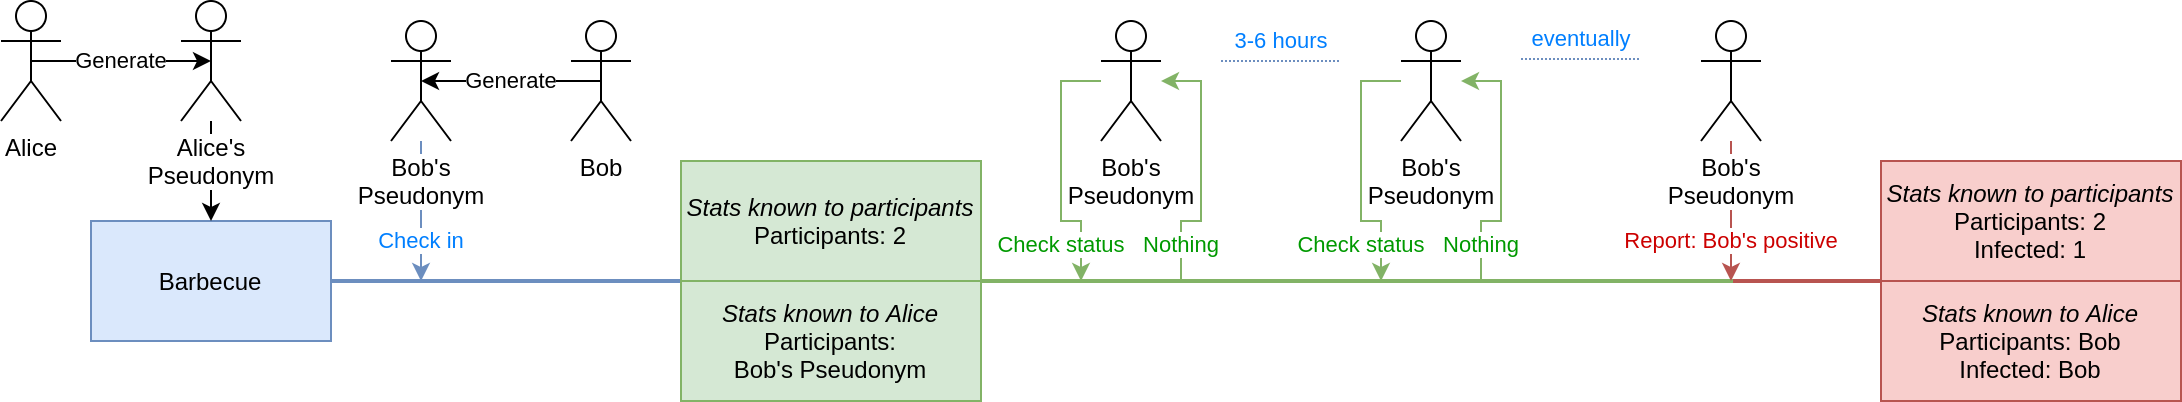 Generate
Alice
Alice's
Pseudonym
Barbecue
Generate
Bob's
Pseudonym
Bob
Check in
Stats known to participants
Participants: 2
Stats known to Alice
Participants:
Bob's Pseudonym
Bob's
Pseudonym
Check status
Nothing
3-6 hours
Bob's
Pseudonym
Check status
Nothing
eventually
Bob's
Pseudonym
Report: Bob's positive
Stats known to participants
Participants: 2
Infected: 1
Stats known to Alice
Participants: Bob
Infected: Bob